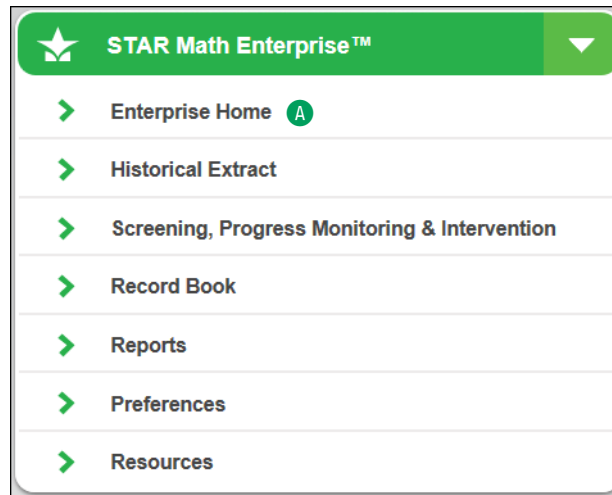 STAR Math Enterprise™
Enterprise Home A
Historical Extract
Screening, Progress Monitoring & Intervention
Record Book
Reports
Preferences
Resources